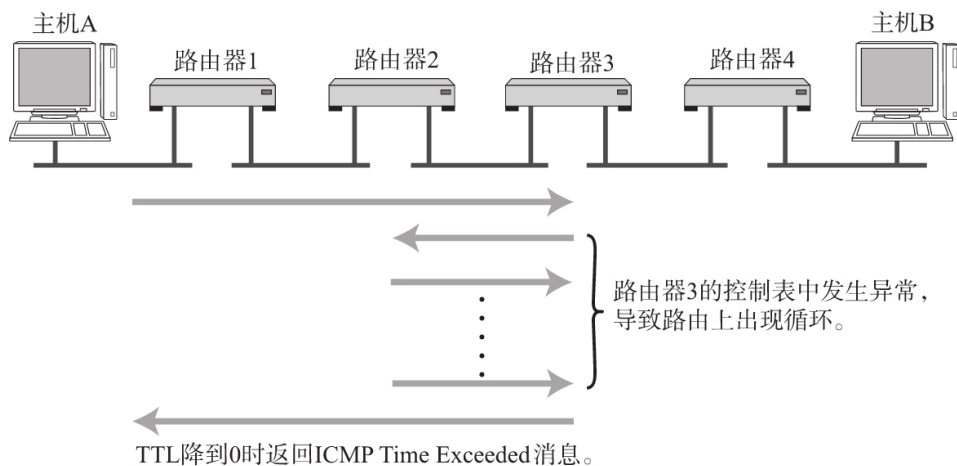 主机A
主机B
路由器1
路由器2
路由器3
路由器4
路由器3的控制表中发生异常，
导致路由上出现循环。
TTL降到0时返回ICMP Time Exceeded消息。